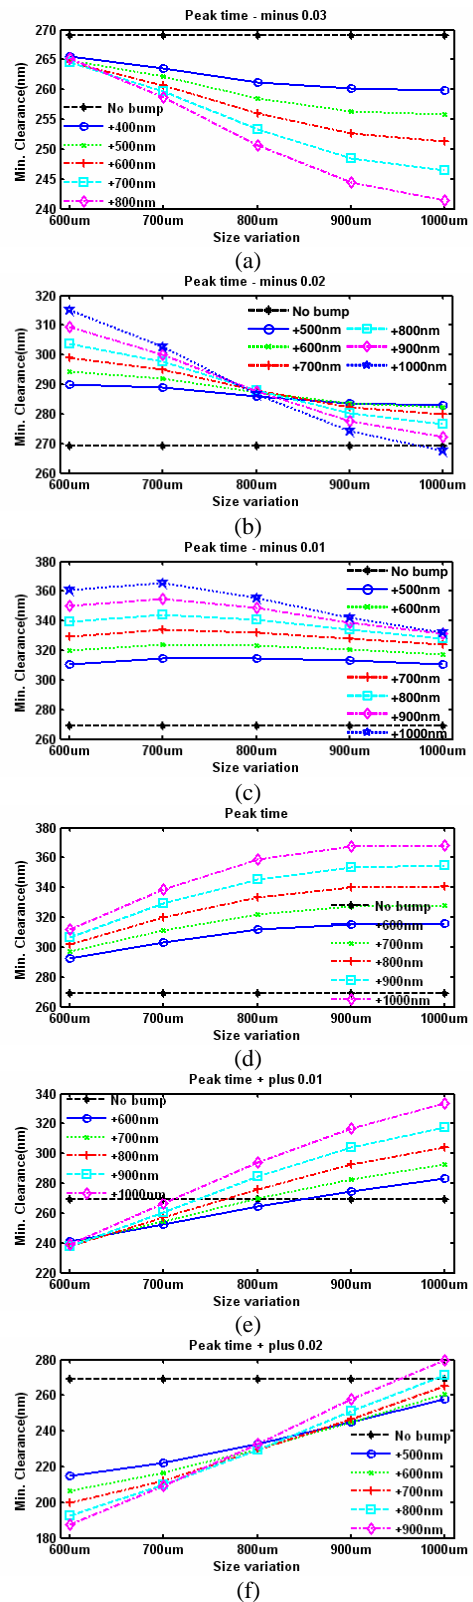 Peak time - minus 0.03
270
265
260
255
250
245
240
Min. Clearance(nm)
No bump
+400nm
+500nm
+600nm
+700nm
+800nm
600um 700um 800um 900um 1000um
Size variation
(a)
Peak time - minus 0.02
320
310
300
290
280
270
260
Min. Clearance(nm)
No bump
+500nm +800nm
+600nm +900nm
+700nm +1000nm
600um 700um 800um 900um 1000um
Size variation
(b)
Peak time - minus 0.01
380
360
340
320
300
280
260
Min. Clearance(nm)
No bump
+500nm
+600nm
+700nm
+800nm
+900nm
+1000nm
600um 700um 800um 900um 1000um
Size variation
(c)
Peak time
380
360
340
320
300
280
260
Min. Clearance(nm)
No bump
+600nm
+700nm
+800nm
+900nm
+1000nm
600um 700um 800um 900um 1000um
Size variation
(d)
Peak time + plus 0.01
340
320
300
280
260
240
220
Min. Clearance(nm)
No bump
+600nm
+700nm
+800nm
+900nm
+1000nm
600um 700um 800um 900um 1000um
Size variation
(e)
Peak time + plus 0.02
280
260
240
220
200
180
Min. Clearance(nm)
No bump
+500nm
+600nm
+700nm
+800nm
+900nm
600um 700um 800um 900um 1000um
Size variation
(f)